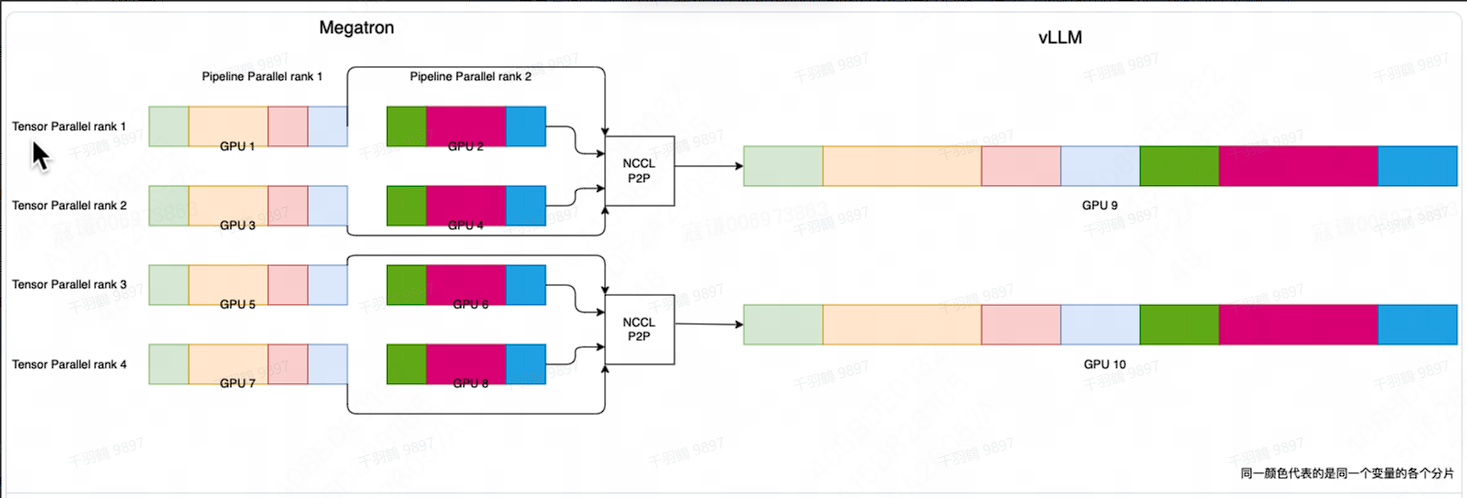 Megatron
vLLM
Pipeline Parallel rank 1
Pipeline Parallel rank 2
Tensor Parallel rank 1
GPU 1
GPU 2
NCCL
P2P
Tensor Parallel rank 2
GPU 3
GPU 4
GPU 9
Tensor Parallel rank 3
GPU 5
GPU 6
NCCL
P2P
Tensor Parallel rank 4
GPU 7
GPU 8
GPU 10
同一颜色代表的是同一个变量的各个分片
千羽鹤 9897